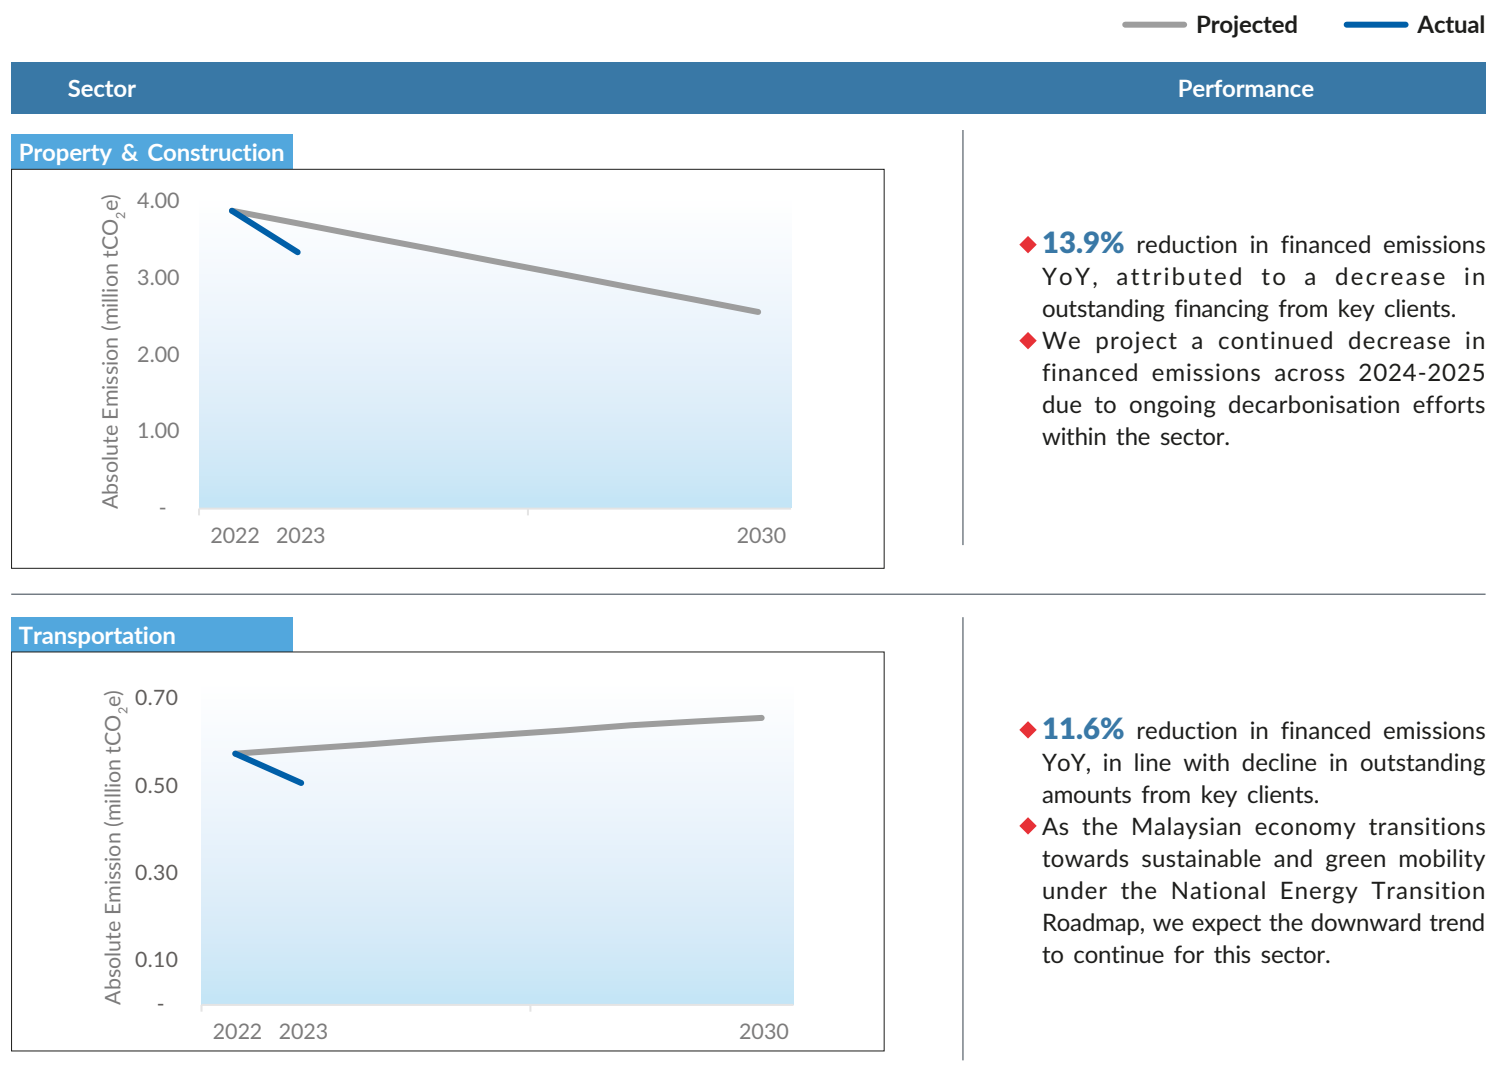 Projected Actual
Sector Performance
Property & Construction
Absolute Emission (million tCO₂e)
4.00
3.00
2.00
1.00
-
2022 2023 2030
13.9% reduction in financed emissions
YoY, attributed to a decrease in
outstanding financing from key clients.
We project a continued decrease in
financed emissions across 2024-2025
due to ongoing decarbonisation efforts
within the sector.
Transportation
Absolute Emission (million tCO₂e)
0.70
0.50
0.30
0.10
-
2022 2023 2030
11.6% reduction in financed emissions
YoY, in line with decline in outstanding
amounts from key clients.
As the Malaysian economy transitions
towards sustainable and green mobility
under the National Energy Transition
Roadmap, we expect the downward trend
to continue for this sector.